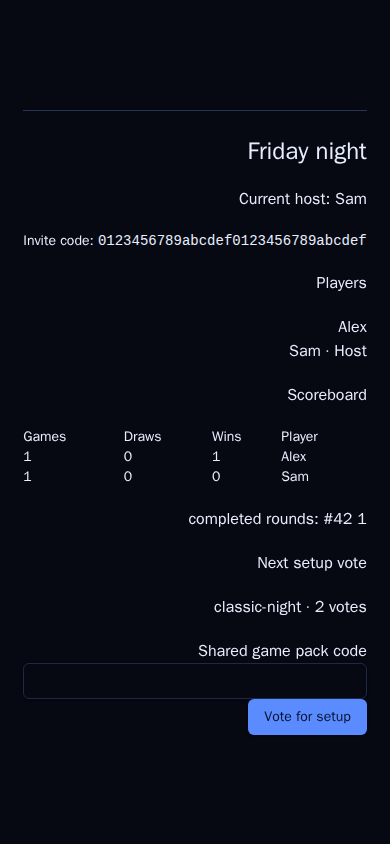 Friday night
Current host: Sam
Invite code: 0123456789abcdef0123456789abcdef
Players
Alex
Sam · Host
Scoreboard
Games Draws Wins Player
1 0 1 Alex
1 0 0 Sam
completed rounds: #42 1
Next setup vote
classic-night · 2 votes
Shared game pack code
Vote for setup